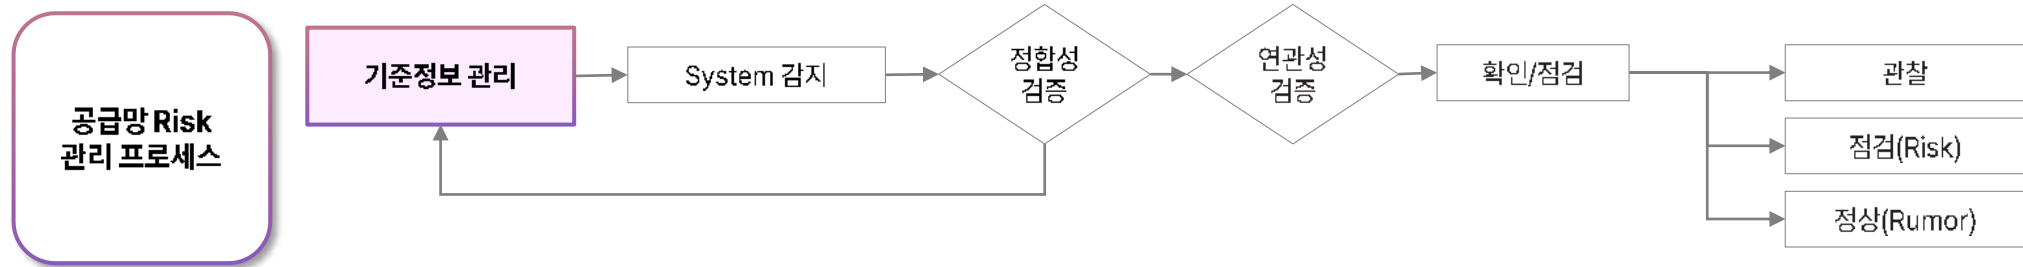 공급망 Risk
관리 프로세스
기준정보 관리
System 감지
정합성
검증
연관성
검증
확인/점검
관찰
점검(Risk)
정상(Rumor)